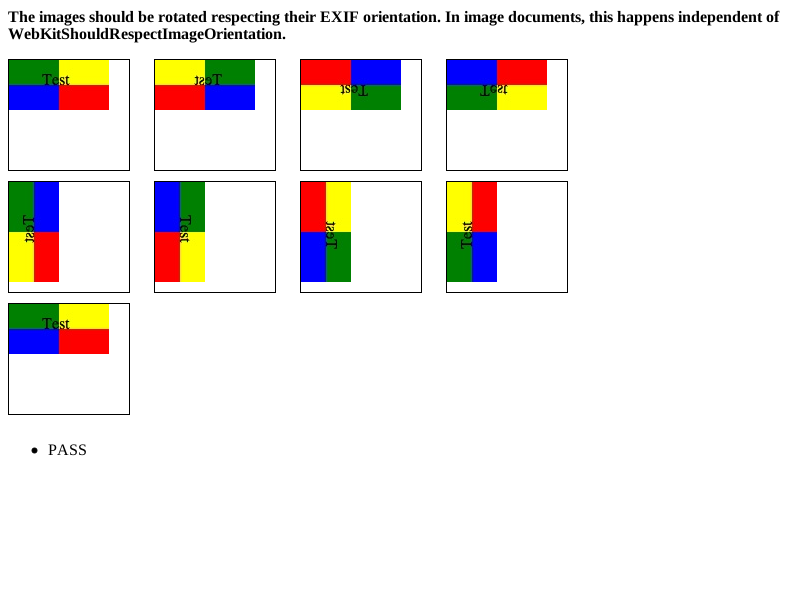 The images should be rotated respecting their EXIF orientation. In image documents, this happens independent of
WebKitShouldRespectImageOrientation.
Test
Test
Test
Test
Test
Test
Test
Test
Test
PASS